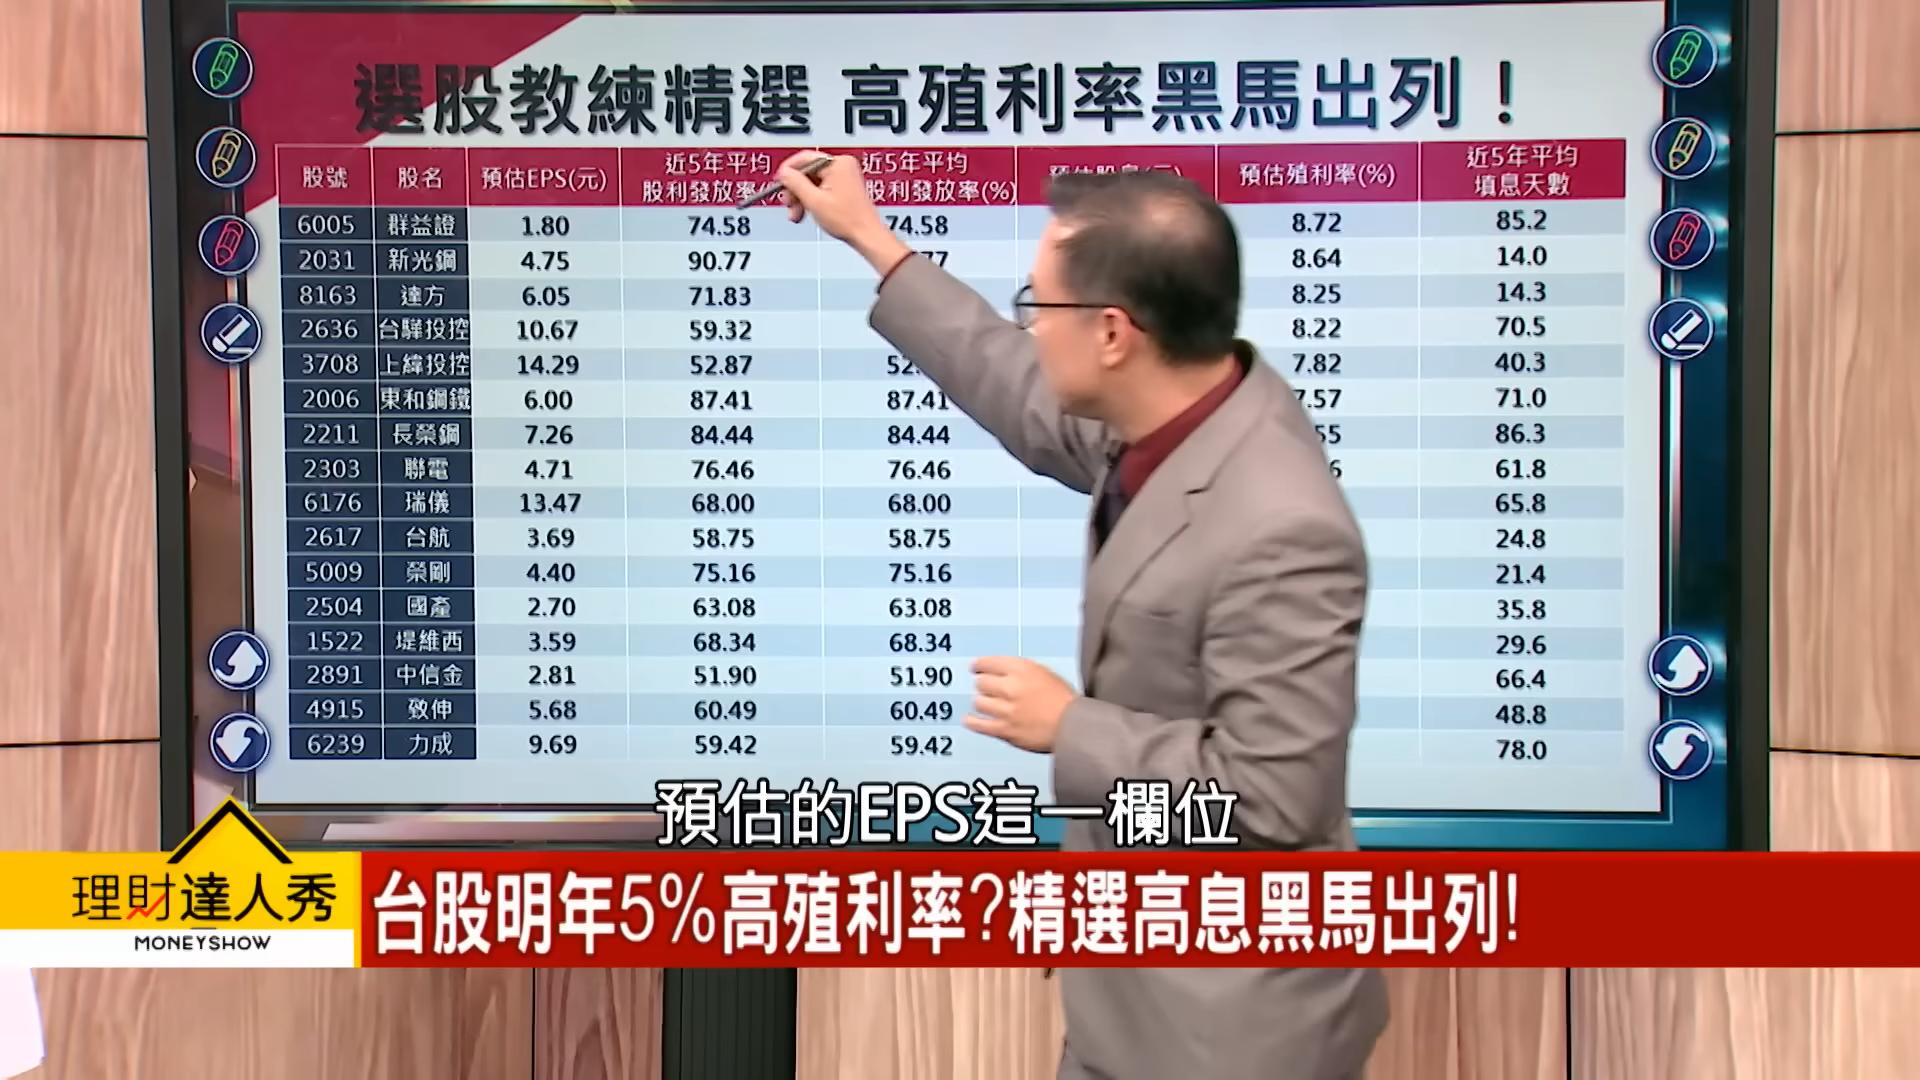 選股教練精選 高殖利率黑馬出列！
股號 股名 預估EPS(元) 近5年平均 股利發放率(% 近5年平均 股利發放率(%) 預估股息(元) 預估殖利率(%) 近5年平均 填息天數
6005 群益證 1.80 74.58 74.58 8.72 85.2
2031 新光鋼 4.75 90.77 77 8.64 14.0
8163 達方 6.05 71.83 8.25 14.3
2636 台驊投控 10.67 59.32 8.22 70.5
3708 上緯投控 14.29 52.87 52. 7.82 40.3
2006 東和鋼鐵 6.00 87.41 87.41 7.57 71.0
2211 長榮鋼 7.26 84.44 84.44 55 86.3
2303 聯電 4.71 76.46 76.46 6 61.8
6176 瑞儀 13.47 68.00 68.00 65.8
2617 台航 3.69 58.75 58.75 24.8
5009 榮剛 4.40 75.16 75.16 21.4
2504 國產 2.70 63.08 63.08 35.8
1522 堤維西 3.59 68.34 68.34 29.6
2891 中信金 2.81 51.90 51.90 66.4
4915 致伸 5.68 60.49 60.49 48.8
6239 力成 9.69 59.42 59.42 78.0
預估的EPS這一欄位
理財達人秀
MONEYSHOW
台股明年5%高殖利率?精選高息黑馬出列!